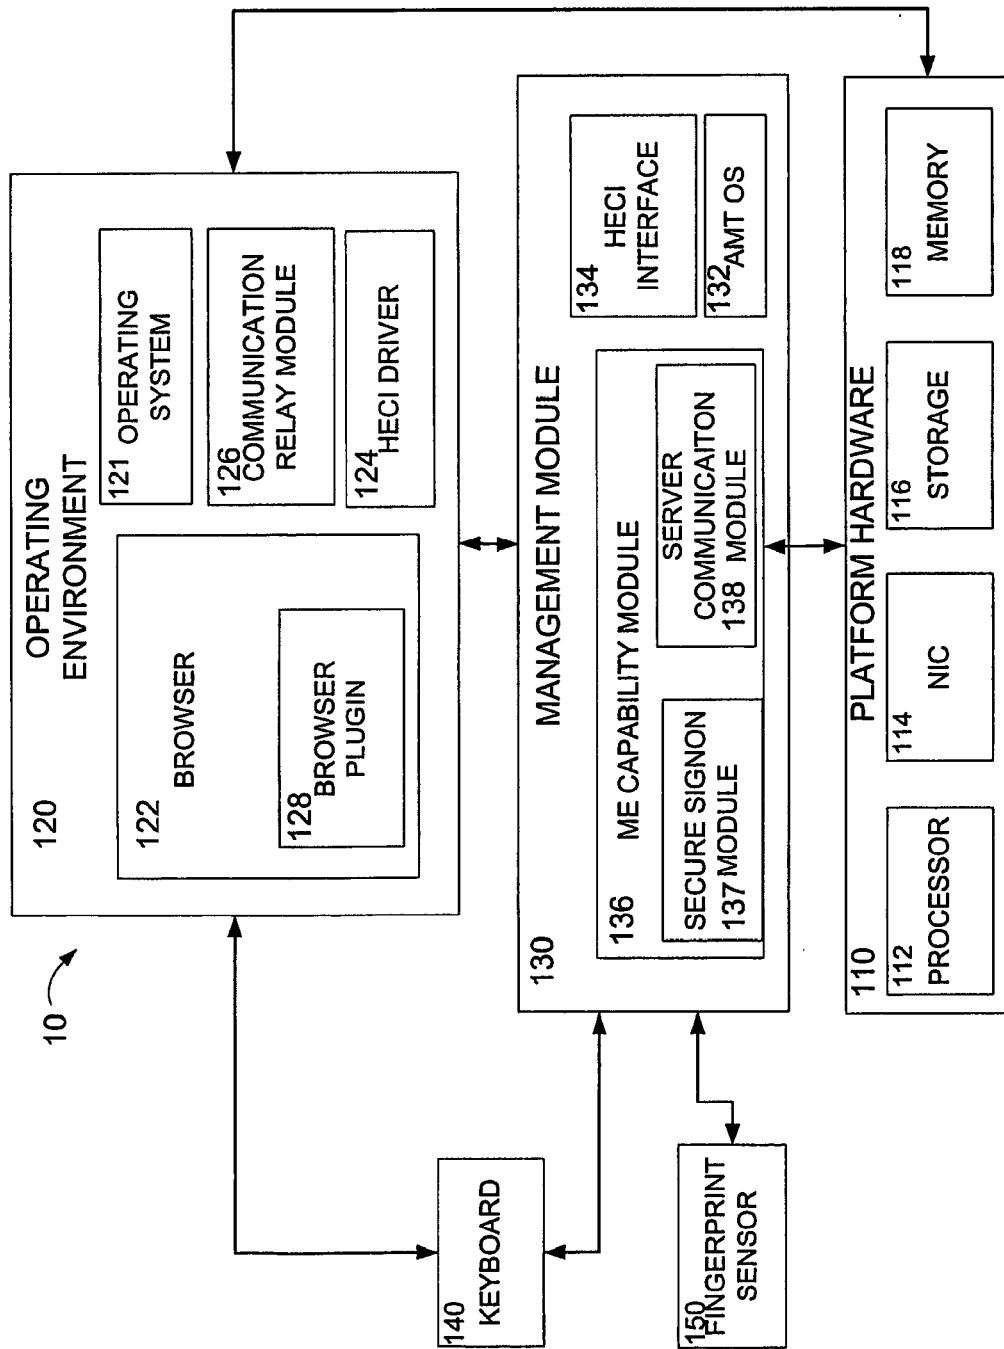 10
OPERATING
ENVIRONMENT
120
BROWSER
122
BROWSER
128 PLUGIN
OPERATING
121 SYSTEM
126
COMMUNICATION
RELAY MODULE
124
HECI DRIVER
MANAGEMENT MODULE
130
ME CAPABILITY MODULE
136
SECURE SIGNON
137 MODULE
SERVER
COMMUNICAITON
138 MODULE
134
HECI
INTERFACE
132 AMT OS
PLATFORM HARDWARE
110
112
PROCESSOR
114
NIC
116
STORAGE
118
MEMORY
140
KEYBOARD
150
FINGERPRINT
SENSOR